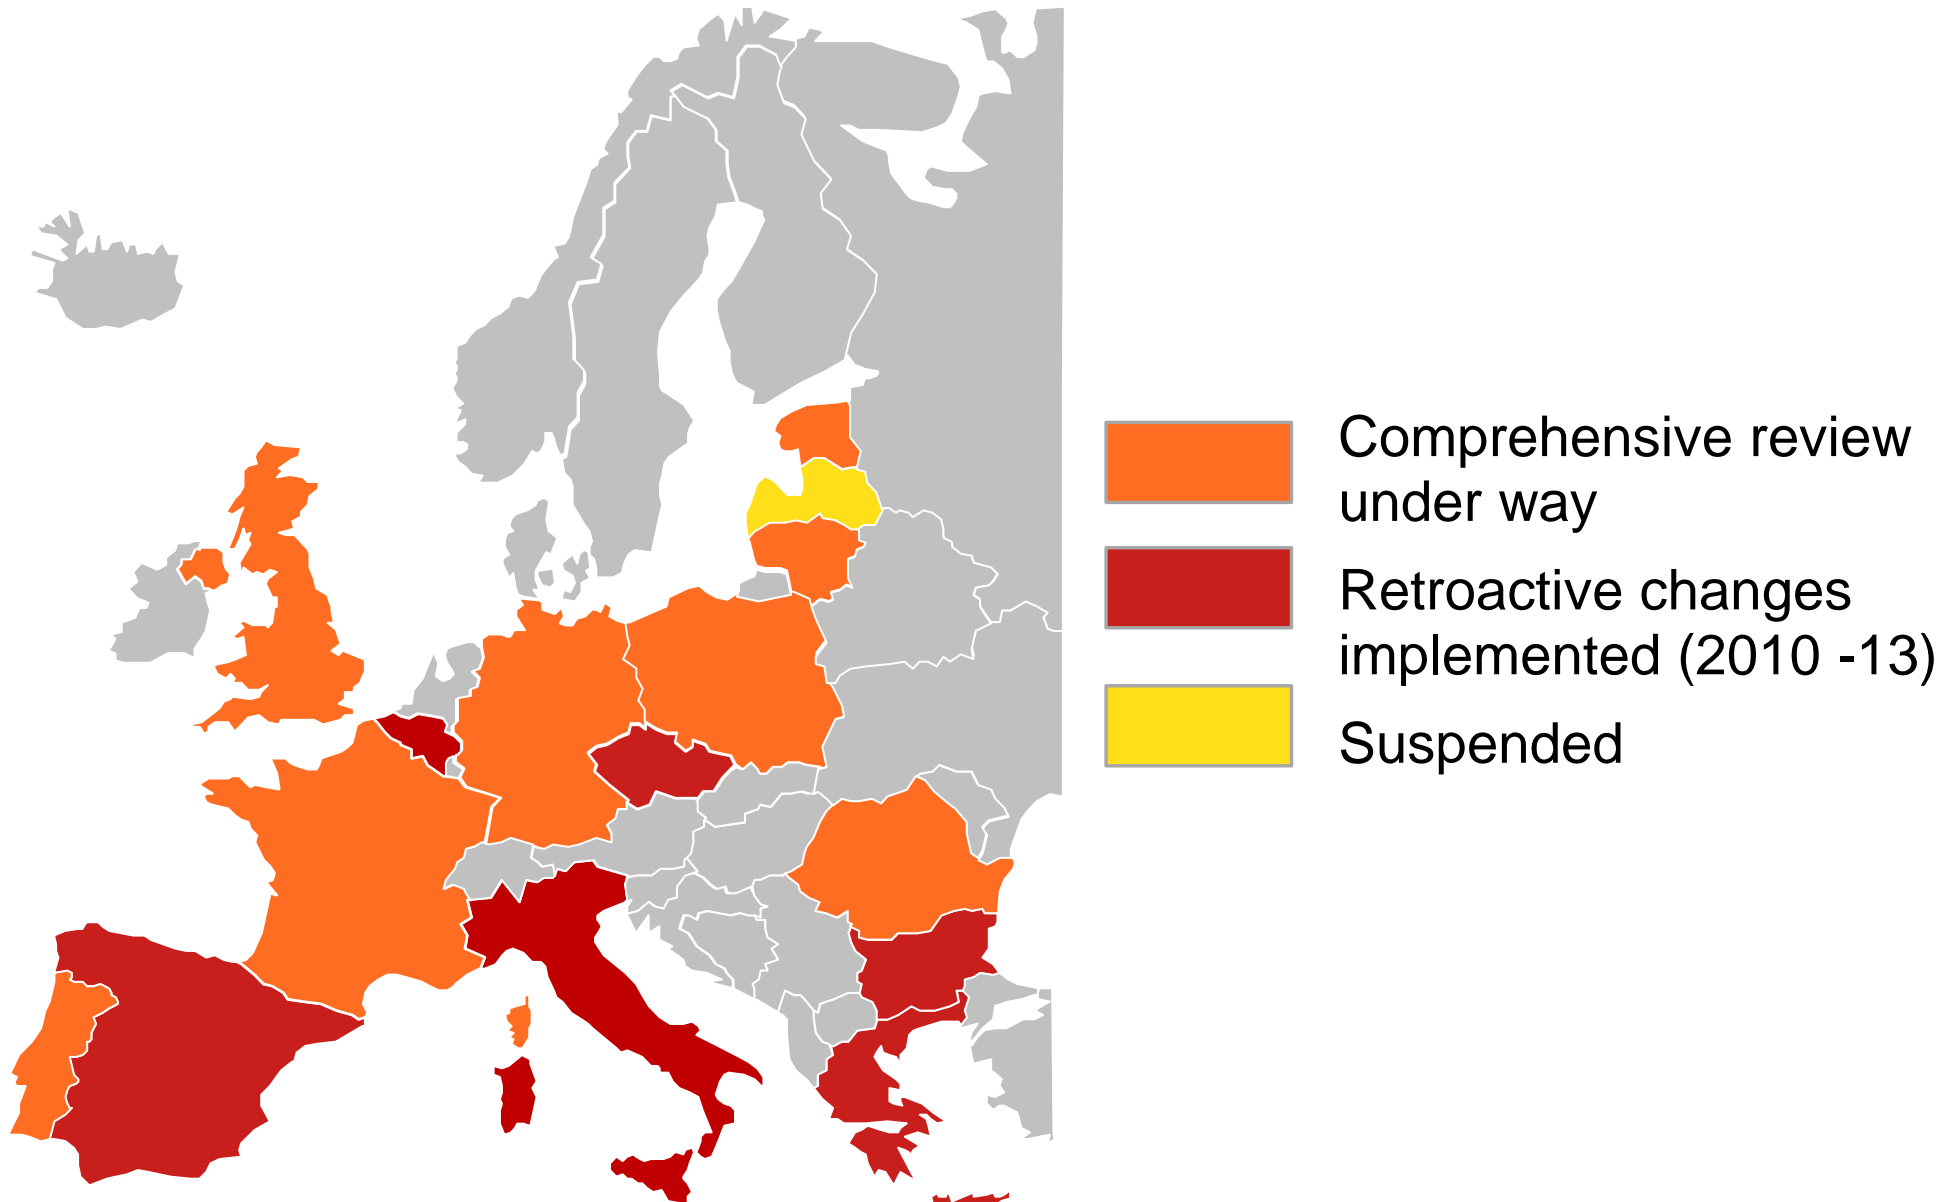 Comprehensive review
under way
Retroactive changes
implemented (2010 -13)
Suspended